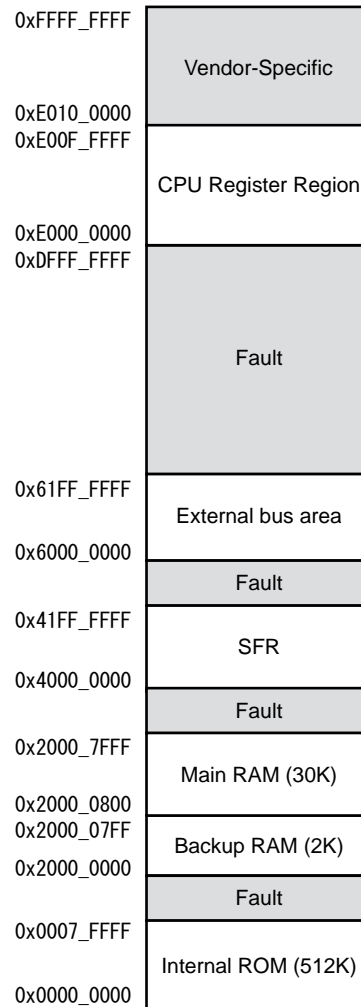 0xFFFF_FFFF
Vendor-Specific
0xE010_0000
0xE00F_FFFF
CPU Register Region
0xE000_0000
0xDFFF_FFFF
Fault
0x61FF_FFFF
External bus area
0x6000_0000
Fault
0x41FF_FFFF
SFR
0x4000_0000
Fault
0x2000_7FFF
Main RAM (30K)
0x2000_0800
0x2000_07FF
Backup RAM (2K)
0x2000_0000
Fault
0x0007_FFFF
Internal ROM (512K)
0x0000_0000